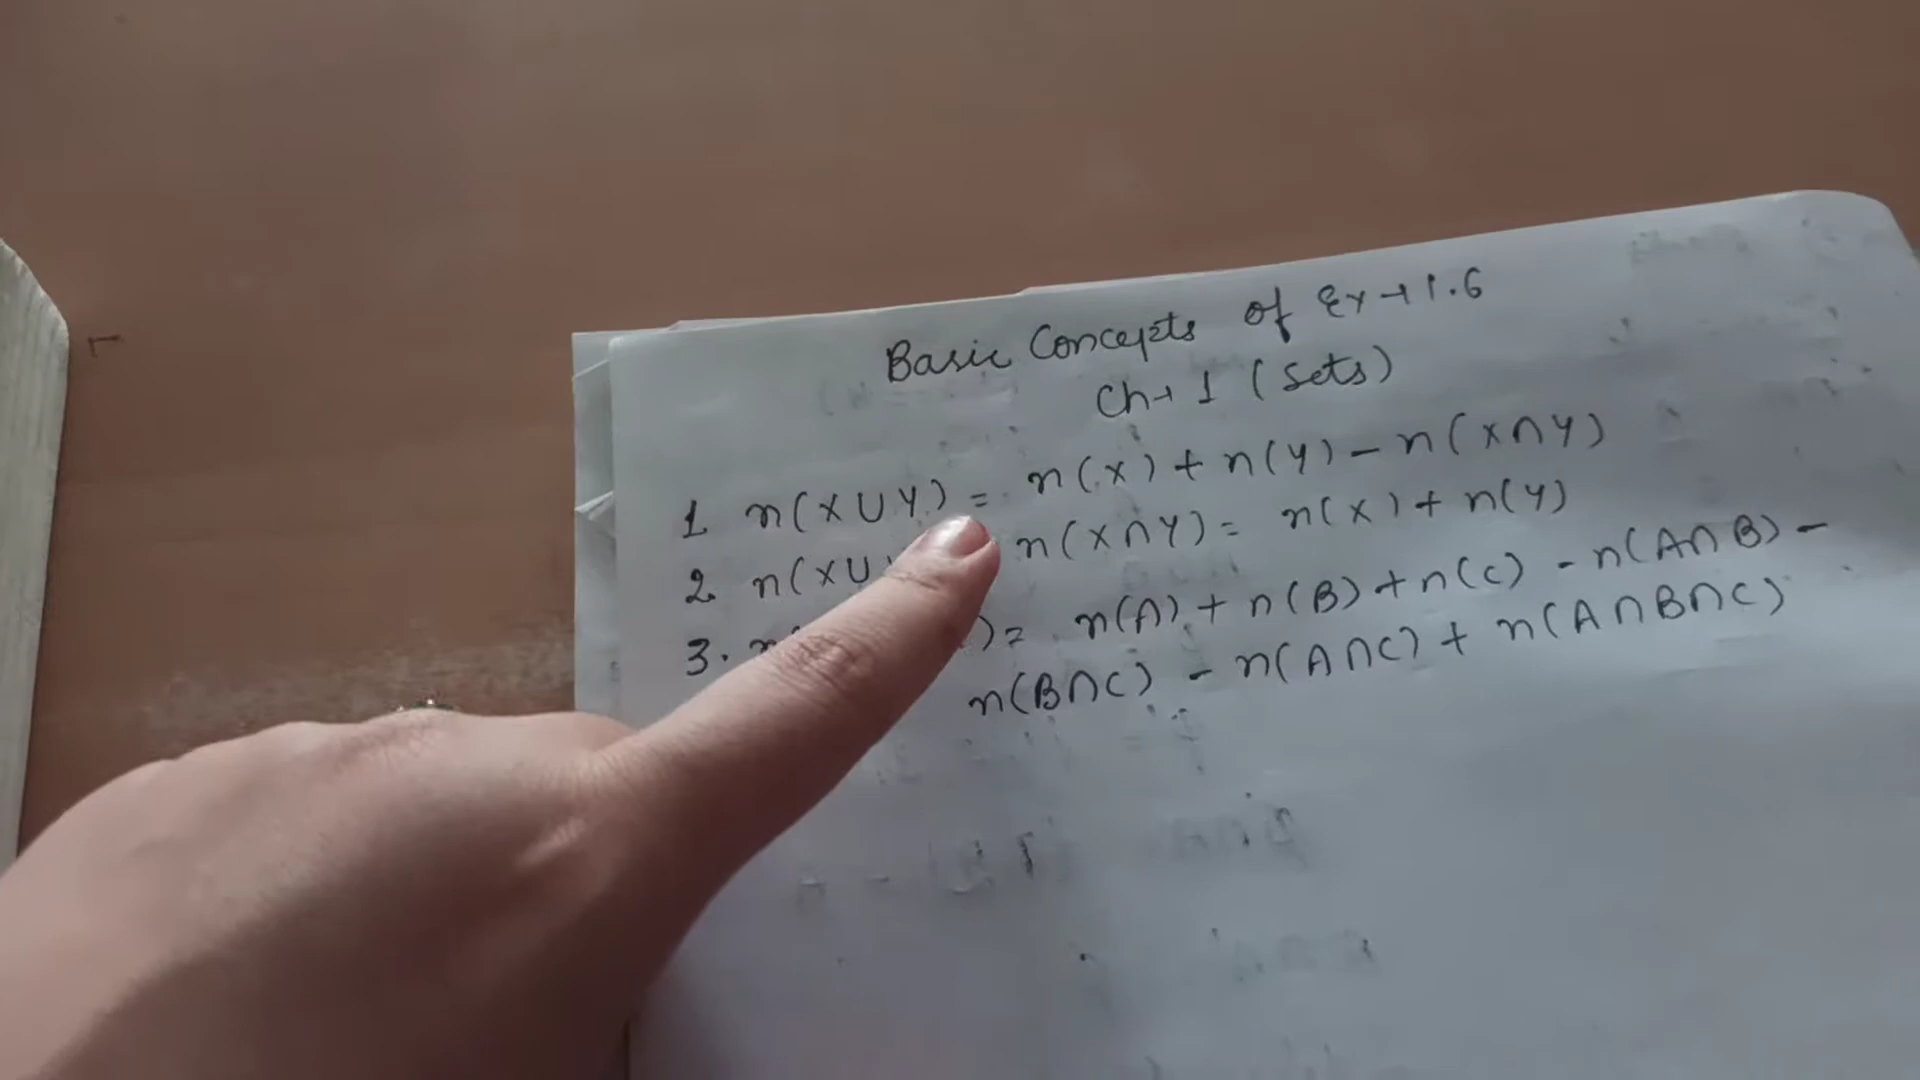 Basic Concepts of Ex→1.6
Ch→1 (Sets)
1 n(X∪Y) = n(X) + n(Y) - n(X∩Y)
2 n(X∪ n(X∩Y) = n(X) + n(Y)
3. ) = n(A) + n(B) + n(C) - n(A∩B) -
n(B∩C) - n(A∩C) + n(A∩B∩C)